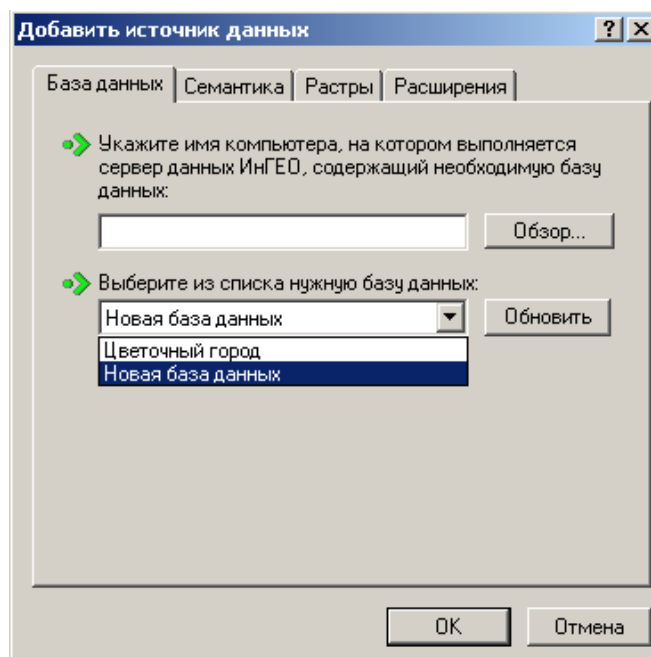 Добавить источник данных
База данных Семантика Растры Расширения
Укажите имя компьютера, на котором выполняется
сервер данных ИнГЕО, содержащий необходимую базу
данных:
Обзор...
Выберите из списка нужную базу данных:
Новая база данных
Обновить
Цветочный город
Новая база данных
OK
Отмена